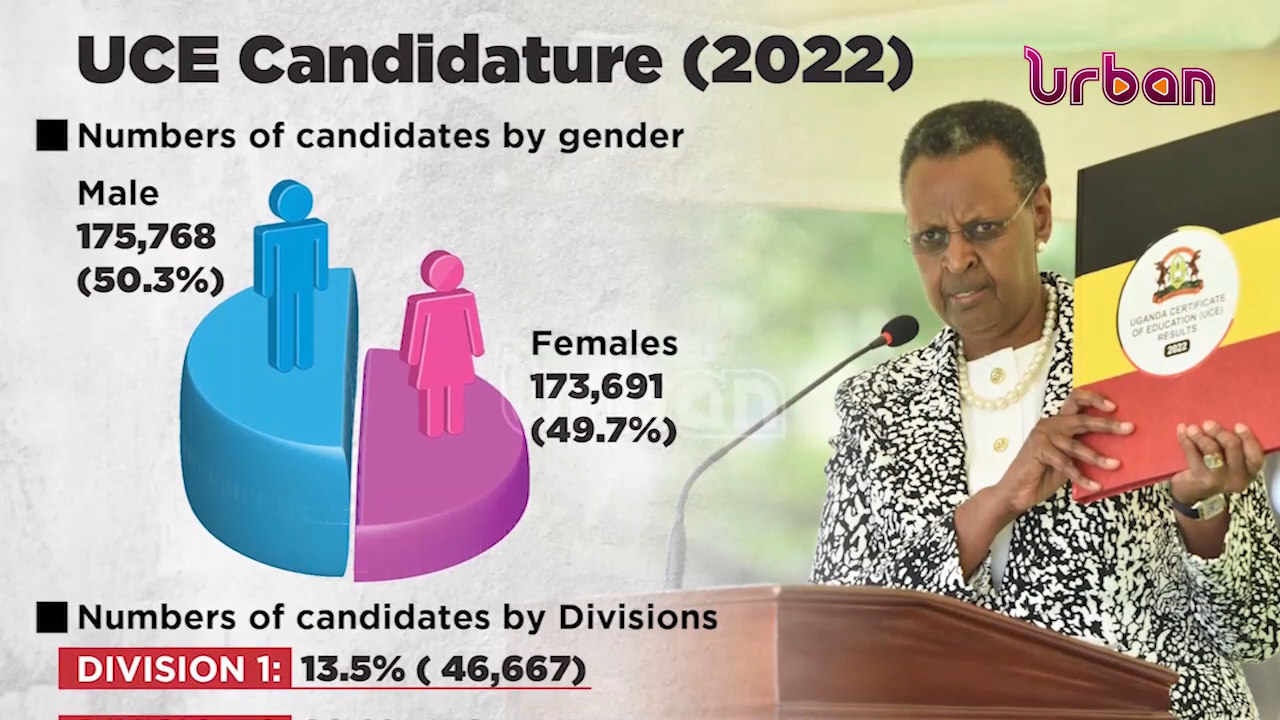 UCE Candidature (2022)
urban
Numbers of candidates by gender
Male
175,768
(50.3%)
Females
173,691
(49.7%)
urban
UGANDA CERTIFICATE
OF EDUCATION (UCE)
RESULTS
2022
Numbers of candidates by Divisions
DIVISION 1: 13.5% ( 46,667)